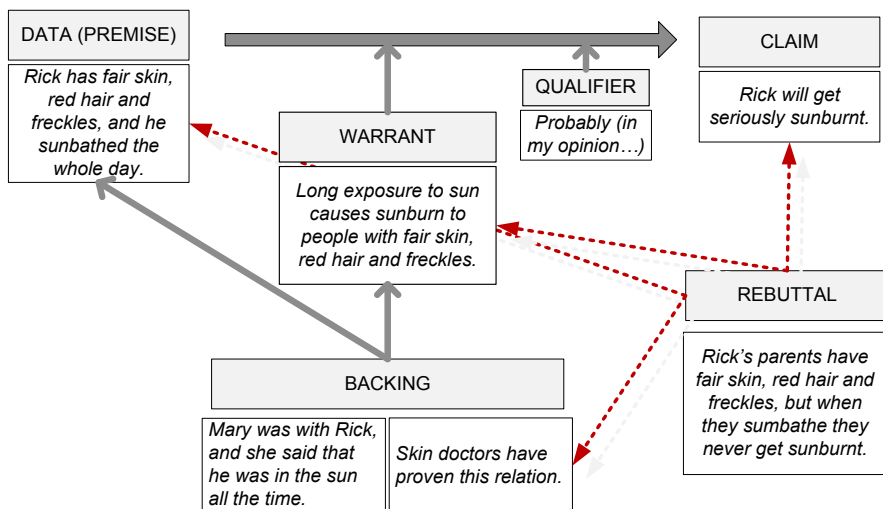 DATA (PREMISE)
Rick has fair skin,
red hair and
freckles, and he
sunbathed the
whole day.
CLAIM
Rick will get
seriously sunburnt.
QUALIFIER
Probably (in
my opinion…)
WARRANT
Long exposure to sun
causes sunburn to
people with fair skin,
red hair and freckles.
REBUTTAL
Rick's parents have
fair skin, red hair and
freckles, but when
they sumbathe they
never get sunburnt.
BACKING
Mary was with Rick,
and she said that
he was in the sun
all the time.
Skin doctors have
proven this relation.